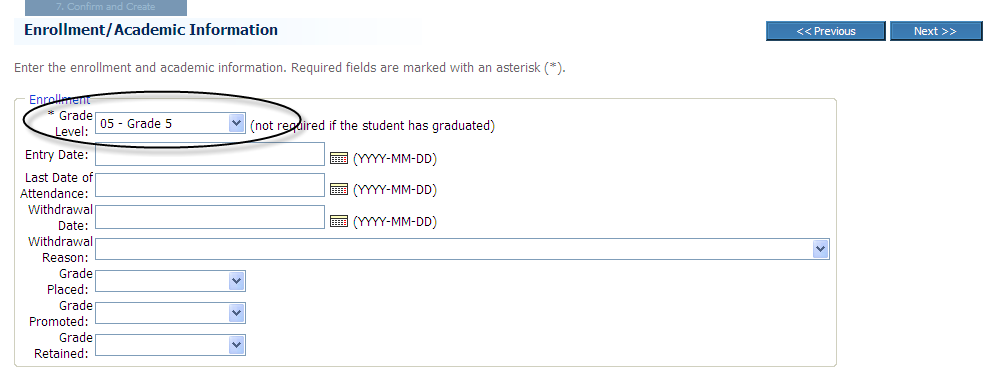 7. Confirm and Create
Enrollment/Academic Information
<< Previous
Next >>
Enter the enrollment and academic information. Required fields are marked with an asterisk (*).
Enrollment
* Grade
Level:
05 - Grade 5
(not required if the student has graduated)
Entry Date:
(YYYY-MM-DD)
Last Date of
Attendance:
(YYYY-MM-DD)
Withdrawal
Date:
(YYYY-MM-DD)
Withdrawal
Reason:
Grade
Placed:
Grade
Promoted:
Grade
Retained: